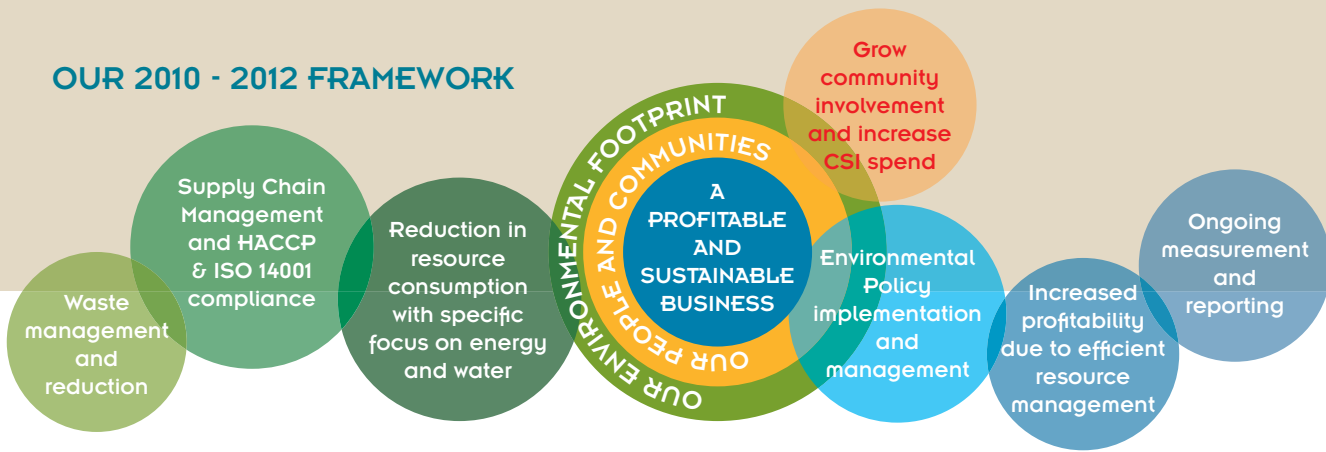 OUR 2010 - 2012 FRAMEWORK
Waste
management
and
reduction
Supply Chain
Management
and HACCP
& ISO 14001
compliance
Reduction in
resource
consumption
with specific
focus on energy
and water
OUR ENVIRONMENTAL FOOTPRINT
OUR PEOPLE AND COMMUNITIES
A
PROFITABLE
AND
SUSTAINABLE
BUSINESS
Grow
community
involvement
and increase
CSI spend
Environmental
Policy
implementation
and
management
Increased
profitability
due to efficient
resource
management
Ongoing
measurement
and
reporting